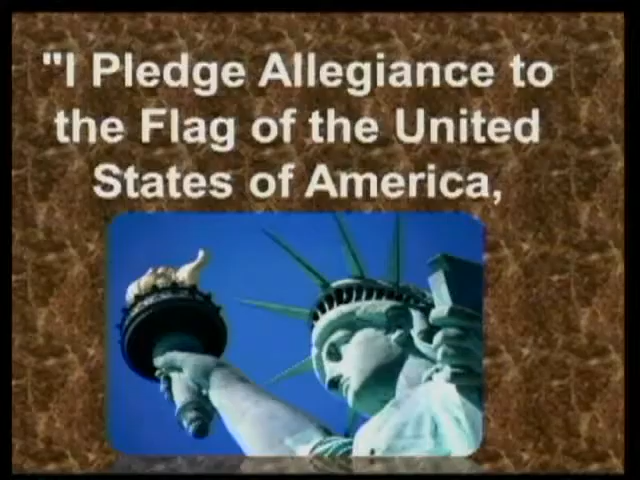 "I Pledge Allegiance to
the Flag of the United
States of America,